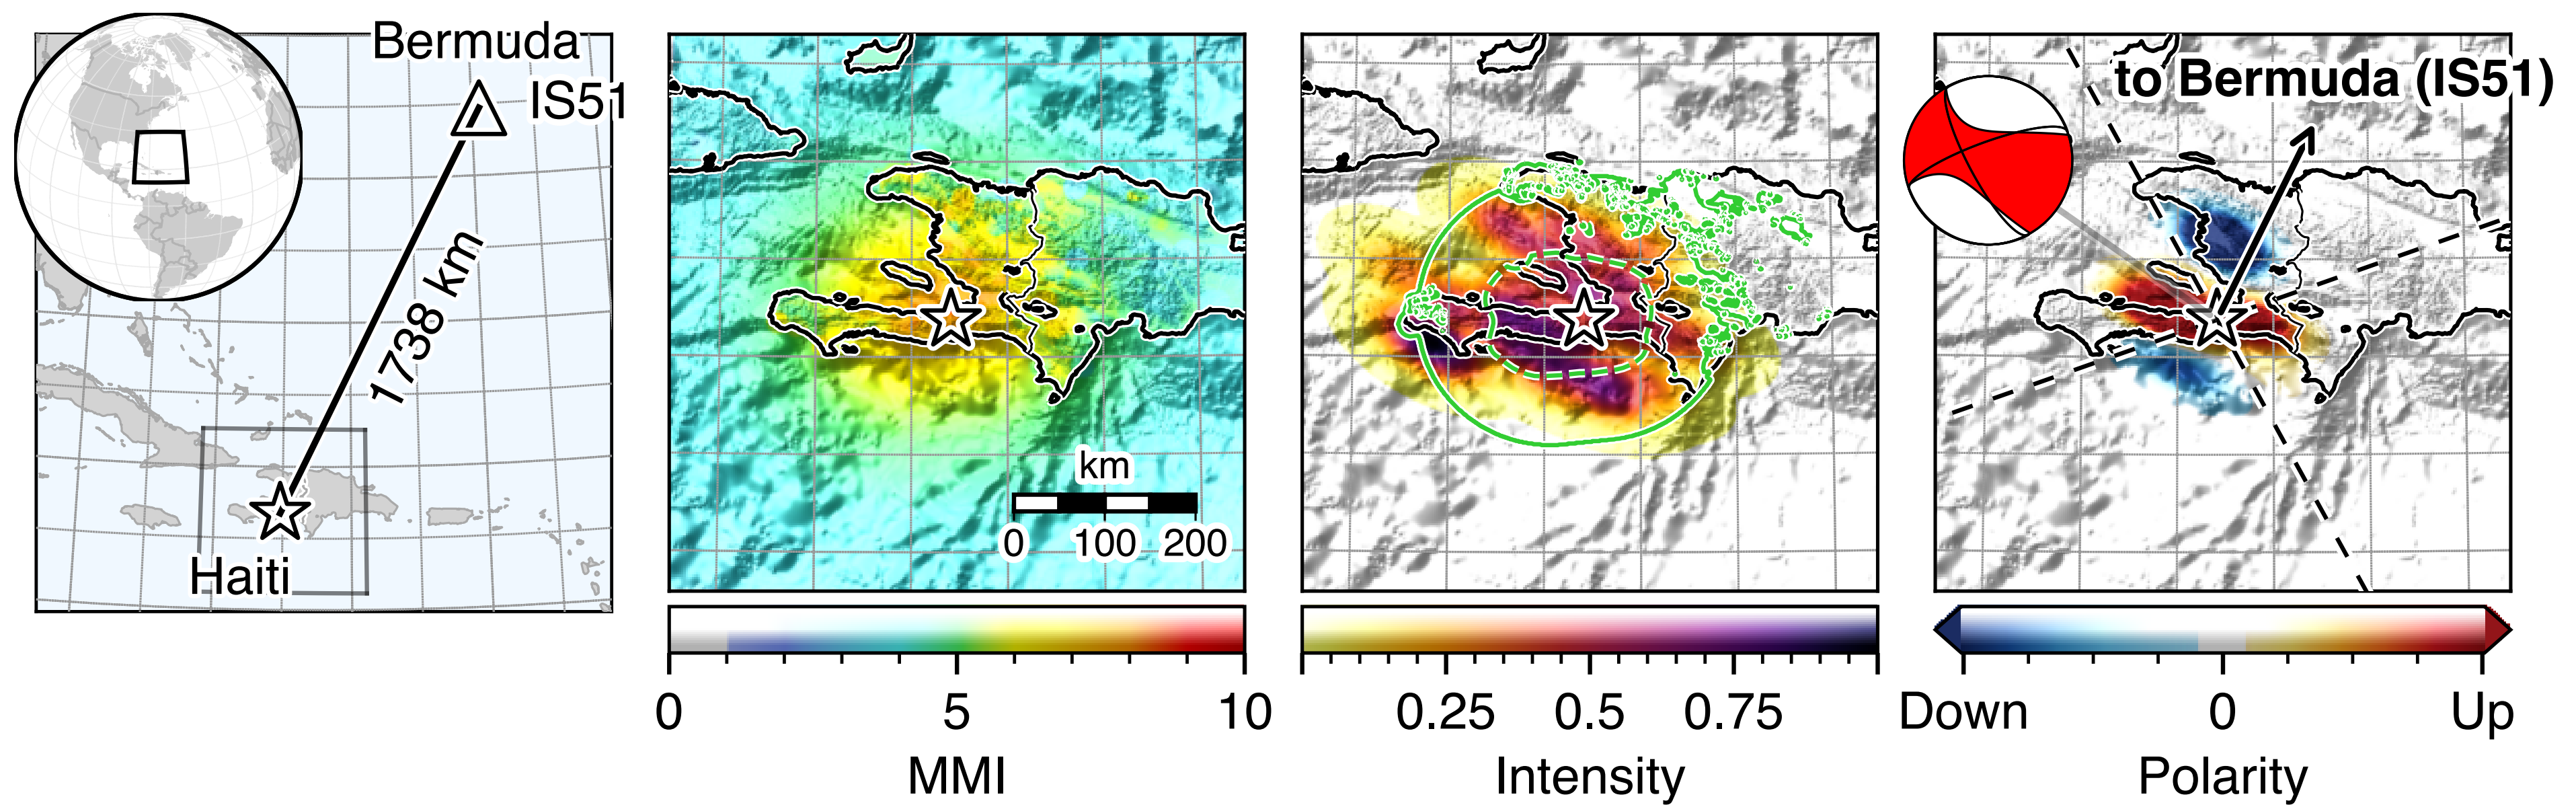 Bermuda
IS51
1738 km
Haiti
km
0 100 200
0 5 10
MMI
0.25 0.5 0.75
Intensity
to Bermuda (IS51)
Down 0 Up
Polarity